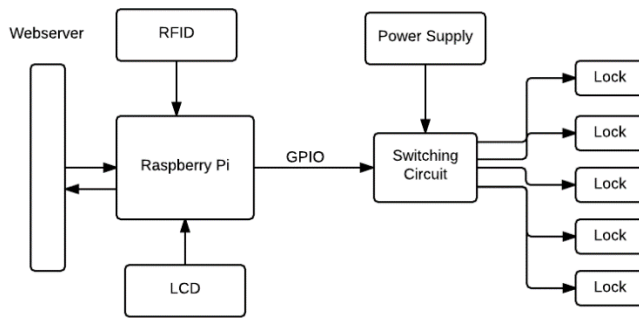 Webserver
RFID
Power Supply
Lock
Lock
Raspberry Pi
GPIO
Switching
Circuit
Lock
Lock
LCD
Lock